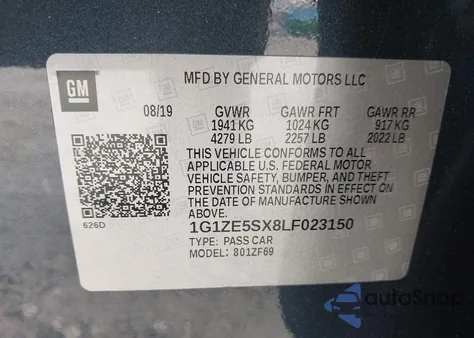 GM
MFD BY GENERAL MOTORS LLC
08/19 GVWR GAWR FRT GAWR RR
1941 KG 1024 KG 917 KG
4279 LB 2257 LB 2022 LB
THIS VEHICLE CONFORMS TO ALL
APPLICABLE U.S. FEDERAL MOTOR
VEHICLE SAFETY, BUMPER, AND THEFT
PREVENTION STANDARDS IN EFFECT ON
THE DATE OF MANUFACTURE SHOWN
ABOVE.
626D
1G1ZE5SX8LF023150
TYPE: PASS CAR
MODEL: 801ZF69
autoSnap